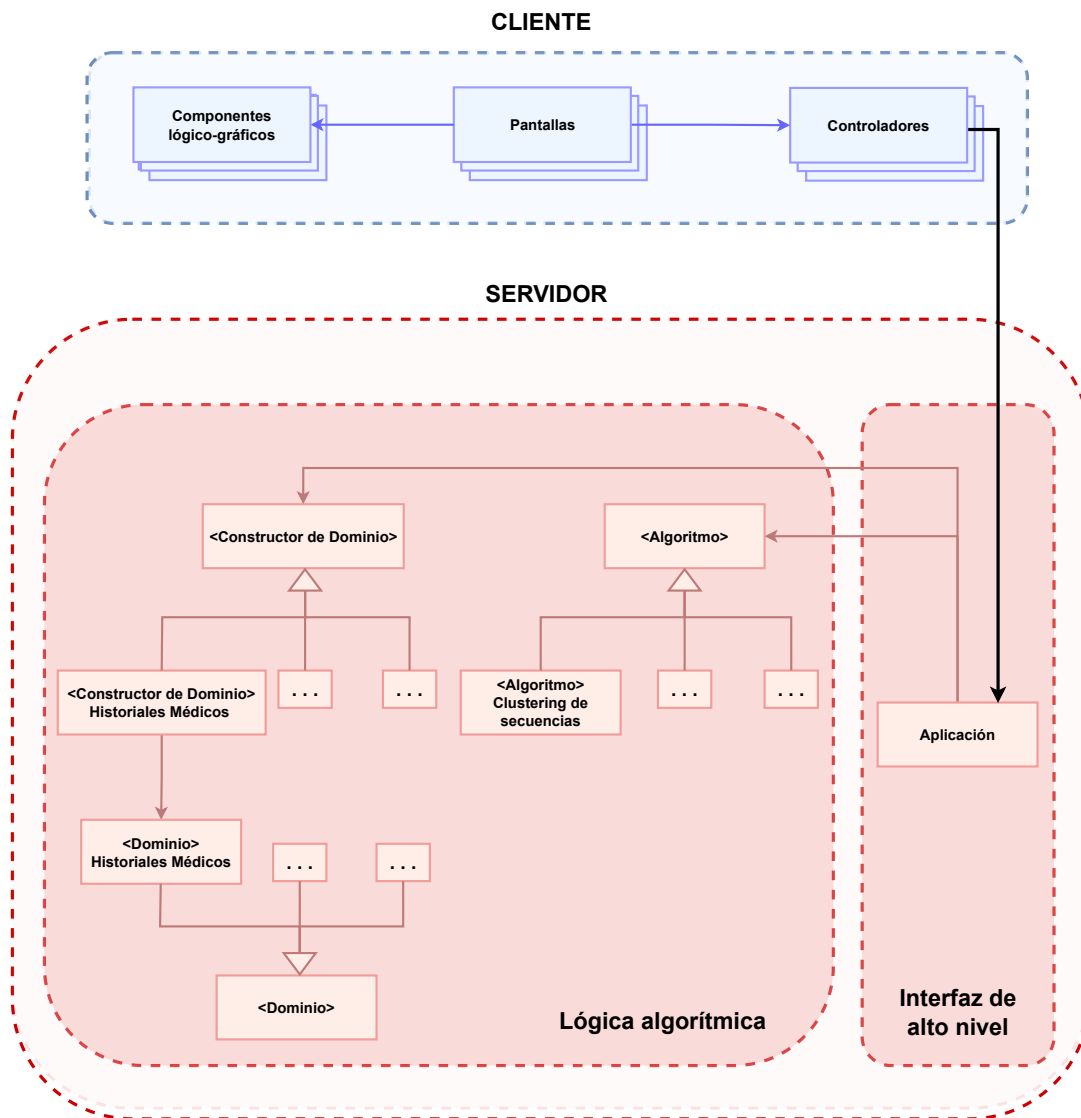 CLIENTE
Componentes
lógico-gráficos
Pantallas
Controladores
SERVIDOR
<Constructor de Dominio>
<Algoritmo>
<Constructor de Dominio>
Historiales Médicos
. . .
. . .
<Algoritmo>
Clustering de
secuencias
. . .
. . .
Aplicación
<Dominio>
Historiales Médicos
. . .
. . .
<Dominio>
Lógica algorítmica
Interfaz de
alto nivel